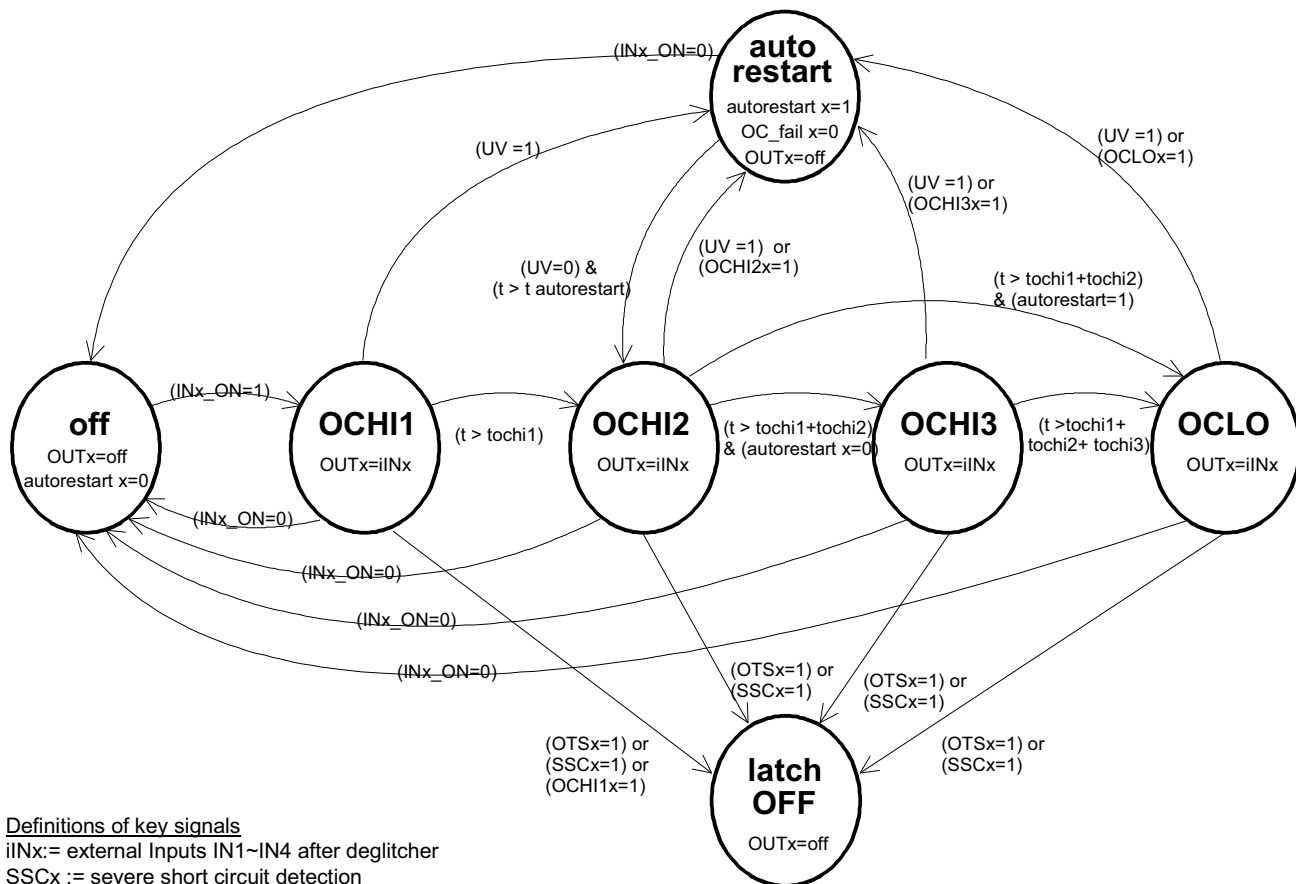 auto
restart
autorestart x=1
OC_fail x=0
OUTx=off
(INx_ON=0)
(UV =1)
(UV =1) or
(OCLOx=1)
(UV =1) or
(OCHI3x=1)
(UV =1)  or
(OCHI2x=1)
(UV=0) &
(t > t autorestart)
(t > tochi1+tochi2)
& (autorestart=1)
off
OUTx=off
autorestart x=0
(INx_ON=1)
OCHI1
OUTx=iINx
(t > tochi1)
OCHI2
OUTx=iINx
(t > tochi1+tochi2)
& (autorestart x=0)
OCHI3
OUTx=iINx
(t >tochi1+
tochi2+ tochi3)
OCLO
OUTx=iINx
(INx_ON=0)
(INx_ON=0)
(INx_ON=0)
(INx_ON=0)
(OTSx=1) or
(SSCx=1) or
(OCHI1x=1)
(OTSx=1) or
(SSCx=1)
(OTSx=1) or
(SSCx=1)
(OTSx=1) or
(SSCx=1)
latch
OFF
OUTx=off
Definitions of key signals
iINx:= external Inputs IN1~IN4 after deglitcher
SSCx := severe short circuit detection